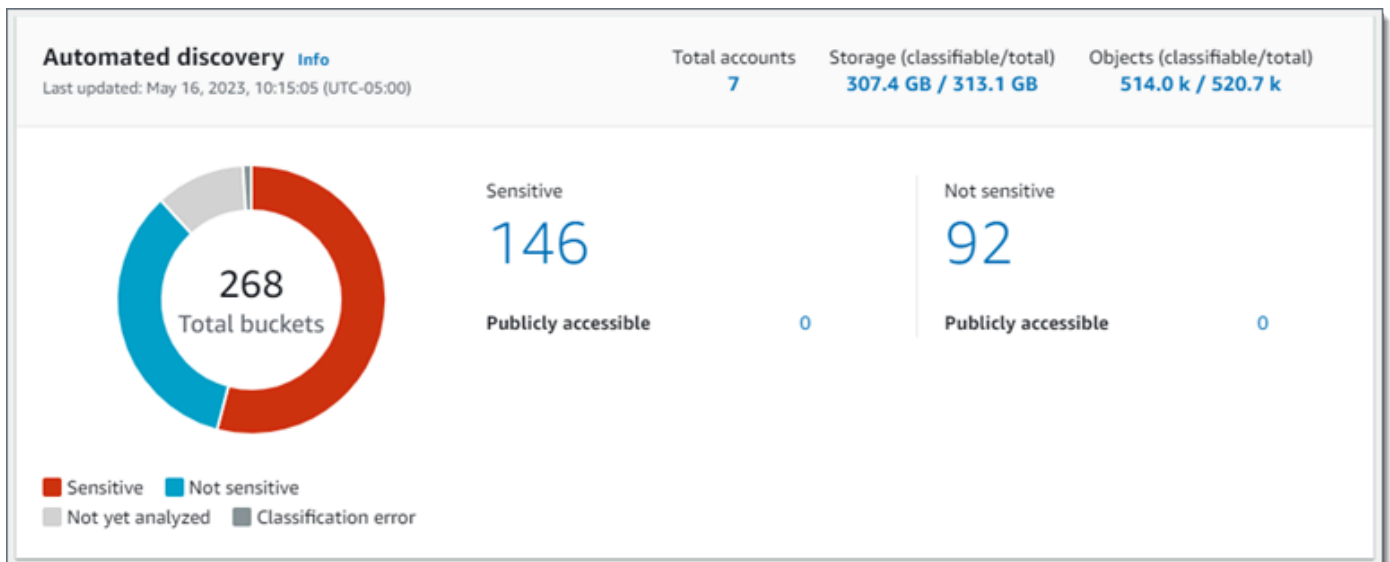 Automated discovery Info
Last updated: May 16, 2023, 10:15:05 (UTC-05:00)
Total accounts
7
Storage (classifiable/total)
307.4 GB / 313.1 GB
Objects (classifiable/total)
514.0 k / 520.7 k
268
Total buckets
Sensitive
146
Publicly accessible 0
Not sensitive
92
Publicly accessible 0
Sensitive Not sensitive
Not yet analyzed Classification error